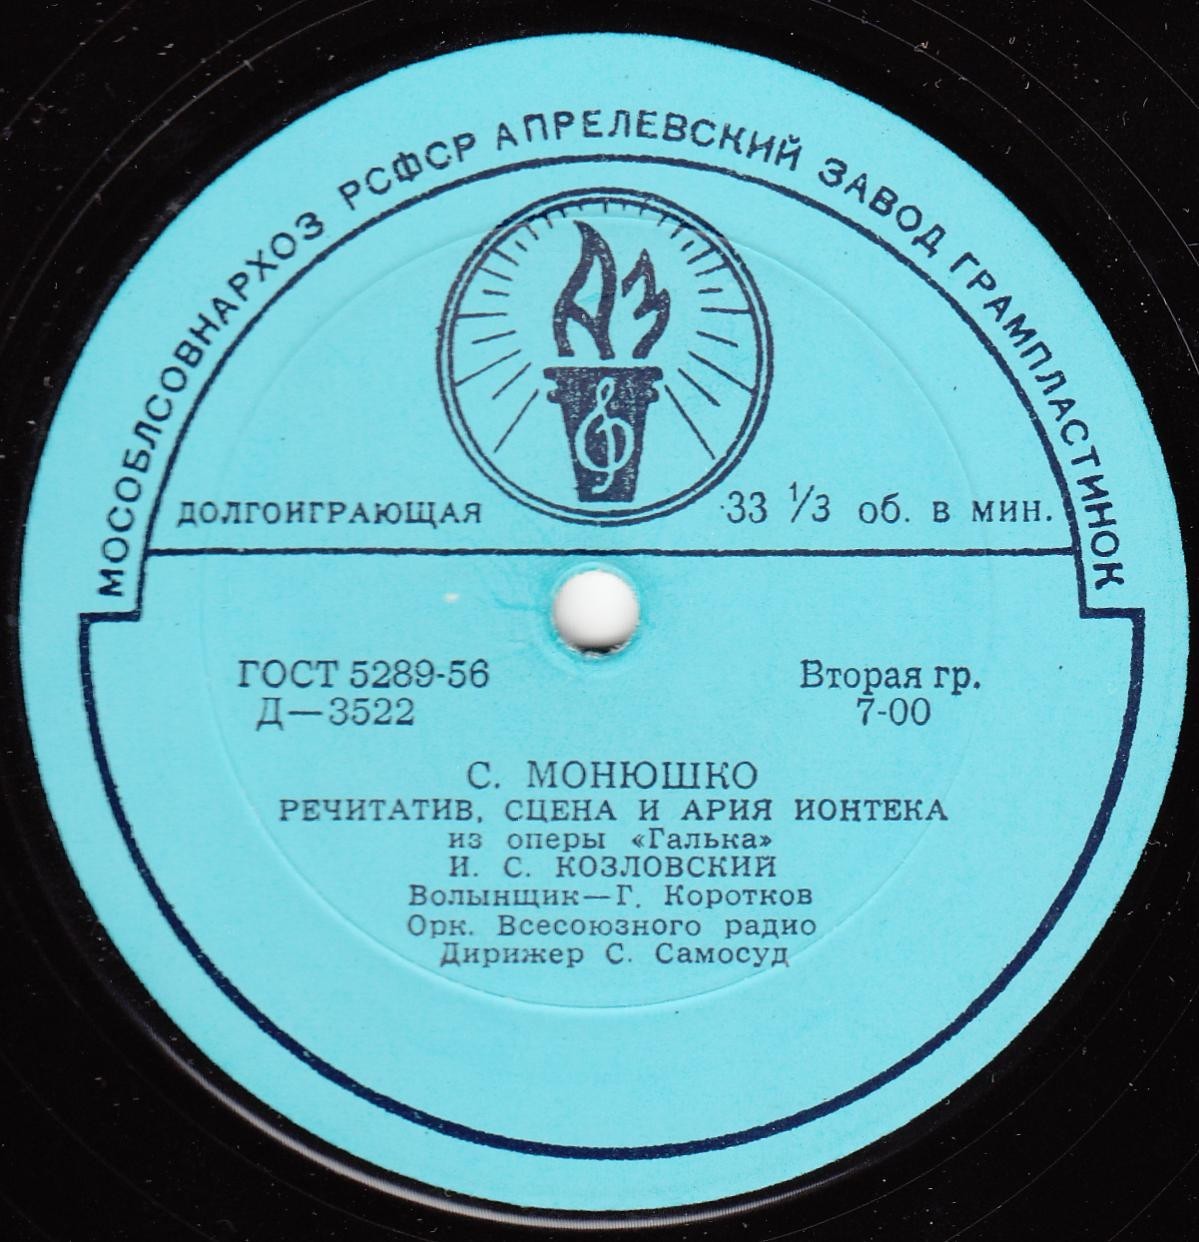 МОСОБЛСОВНАРХОЗ РСФСР АПРЕЛЕВСКИЙ ЗАВОД ГРАМПЛАСТИНОК
АЗ
ДОЛГОИГРАЮЩАЯ
33 1/3 об. в мин.
ГОСТ 5289-56
Д—3522
Вторая гр.
7-00
С. МОНЮШКО
РЕЧИТАТИВ, СЦЕНА И АРИЯ ИОНТЕКА
из оперы «Галька»
И. С. КОЗЛОВСКИЙ
Волынщик—Г. Коротков
Орк. Всесоюзного радио
Дирижер С. Самосуд